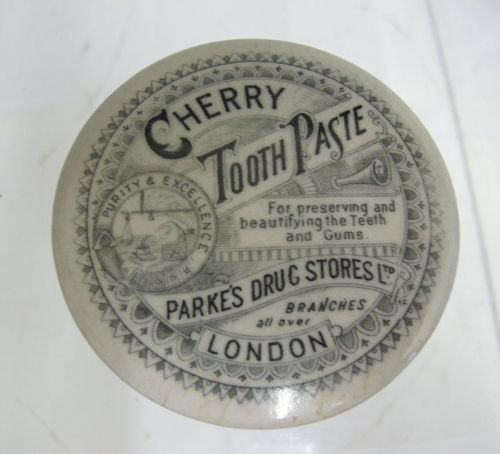 CHERRY
TOOTH PASTE
PURITY & EXCELLENCE
For preserving and
beautifying the Teeth
and Gums.
PARKE'S DRUG STORES LTD
BRANCHES
all over
LONDON